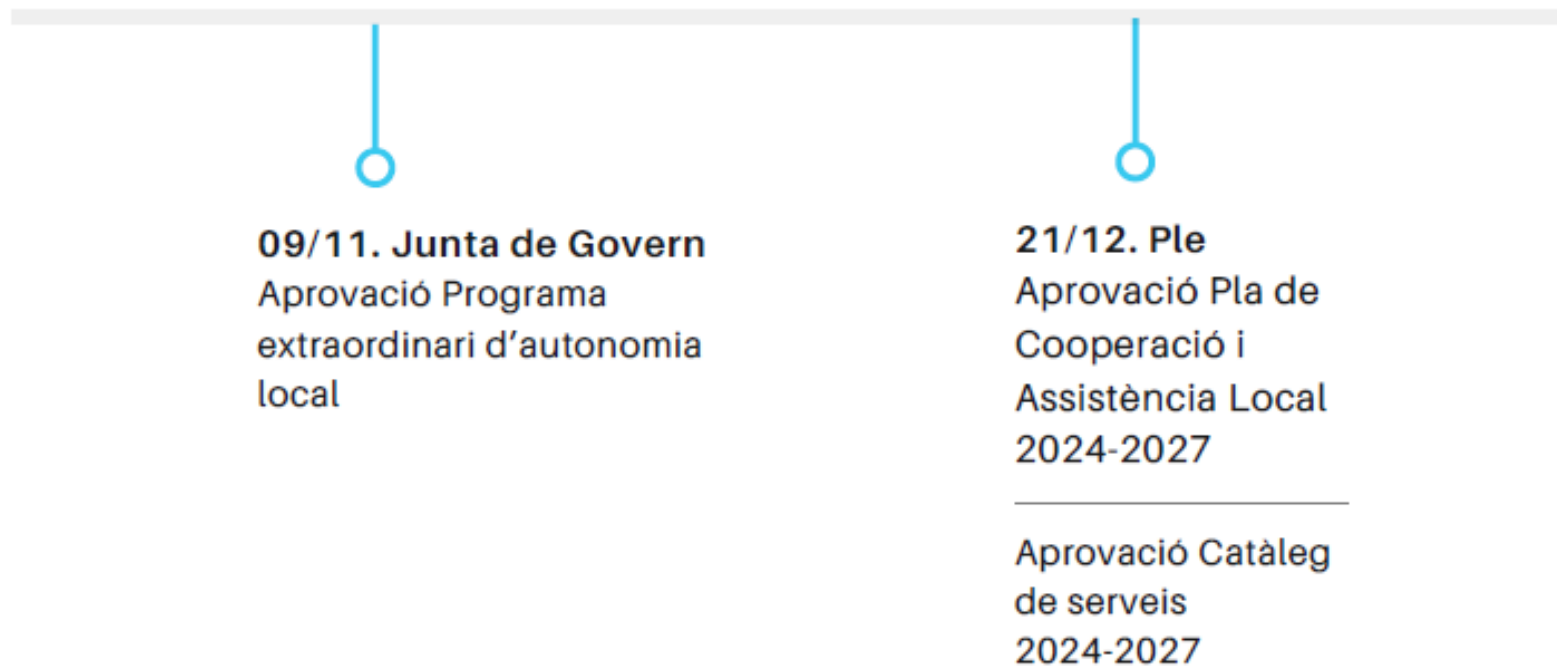 09/11. Junta de Govern
Aprovació Programa
extraordinari d’autonomia
local
21/12. Ple
Aprovació Pla de
Cooperació i
Assistència Local
2024-2027
Aprovació Catàleg
de serveis
2024-2027